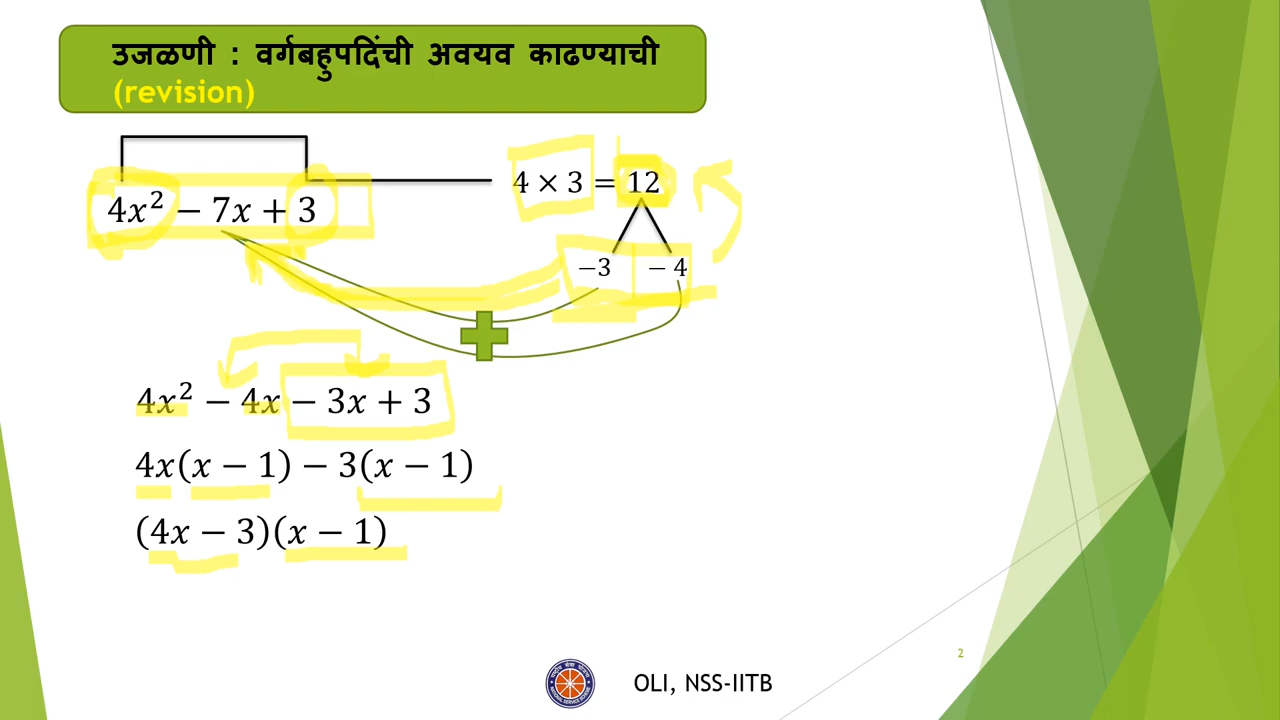 उजळणी : वर्गबहुपदिंची अवयव काढण्याची
(revision)
4 × 3 = 12
4x² − 7x + 3
−3 − 4
4x² − 4x − 3x + 3
4x(x − 1) − 3(x − 1)
(4x − 3)(x − 1)
2
OLI, NSS-IITB